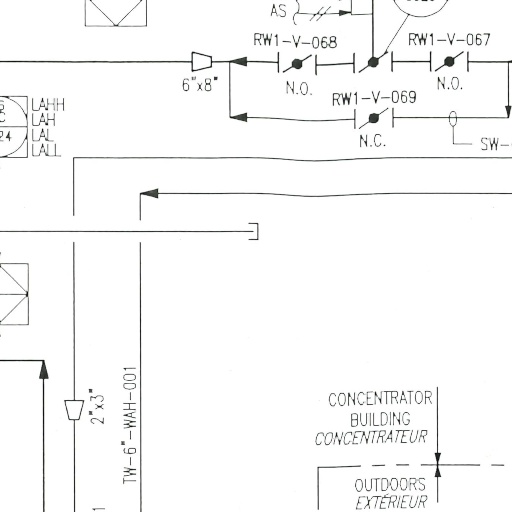 AS
RW1-V-068
RW1-V-067
6"x8"
N.O.
N.O.
RW1-V-069
N.C.
SW-
LAHH
LAH
LAL
LALL
24
2"x3"
TW-6"-WAH-001
CONCENTRATOR
BUILDING
CONCENTRATEUR
OUTDOORS
EXTÉRIEUR